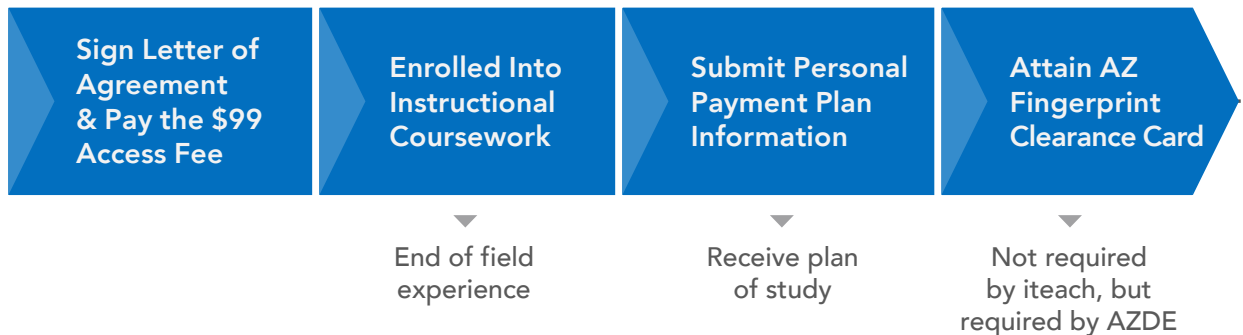 Sign Letter of
Agreement
& Pay the $99
Access Fee
Enrolled Into
Instructional
Coursework
Submit Personal
Payment Plan
Information
Attain AZ
Fingerprint
Clearance Card
End of field
experience
Receive plan
of study
Not required
by iteach, but
required by AZDE